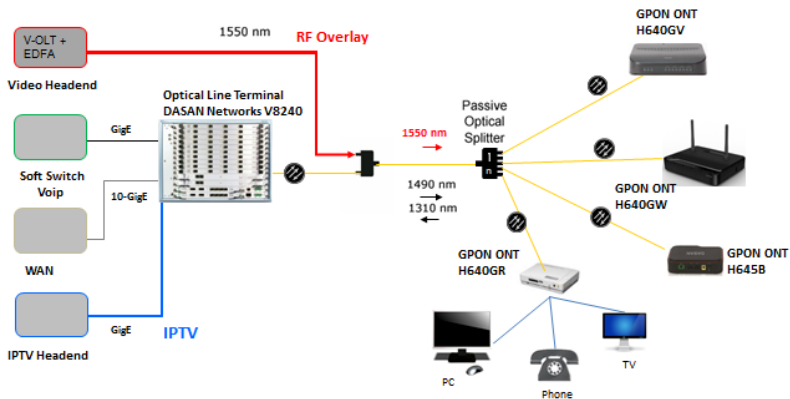 V-OLT +
EDFA
Video Headend
1550 nm
RF Overlay
Optical Line Terminal
DASAN Networks V8240
GigE
Soft Switch
Voip
10-GigE
WAN
GigE
IPTV
IPTV Headend
1550 nm
1490 nm
1310 nm
Passive
Optical
Splitter
1
n
GPON ONT
H640GV
GPON ONT
H640GW
GPON ONT
H645B
GPON ONT
H640GR
PC
Phone
TV